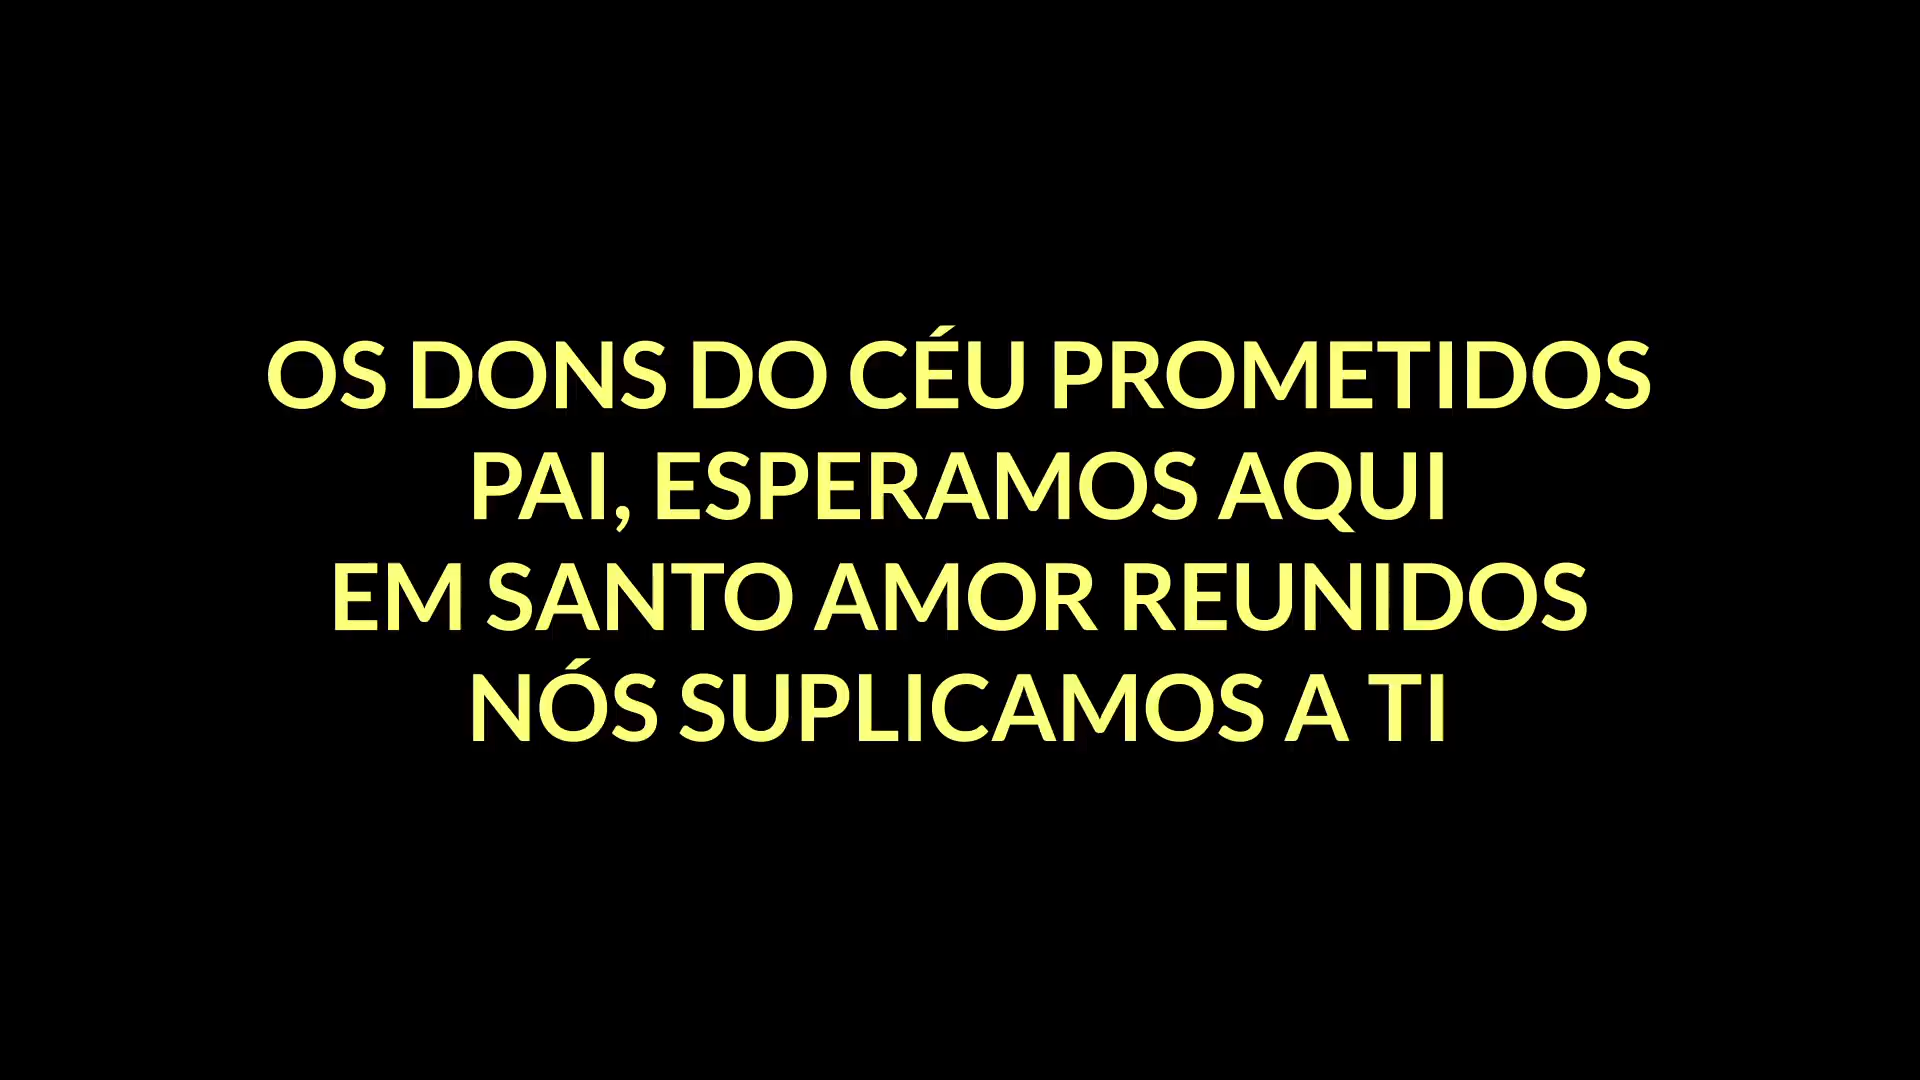 OS DONS DO CÉU PROMETIDOS
PAI, ESPERAMOS AQUI
EM SANTO AMOR REUNIDOS
NÓS SUPLICAMOS A TI